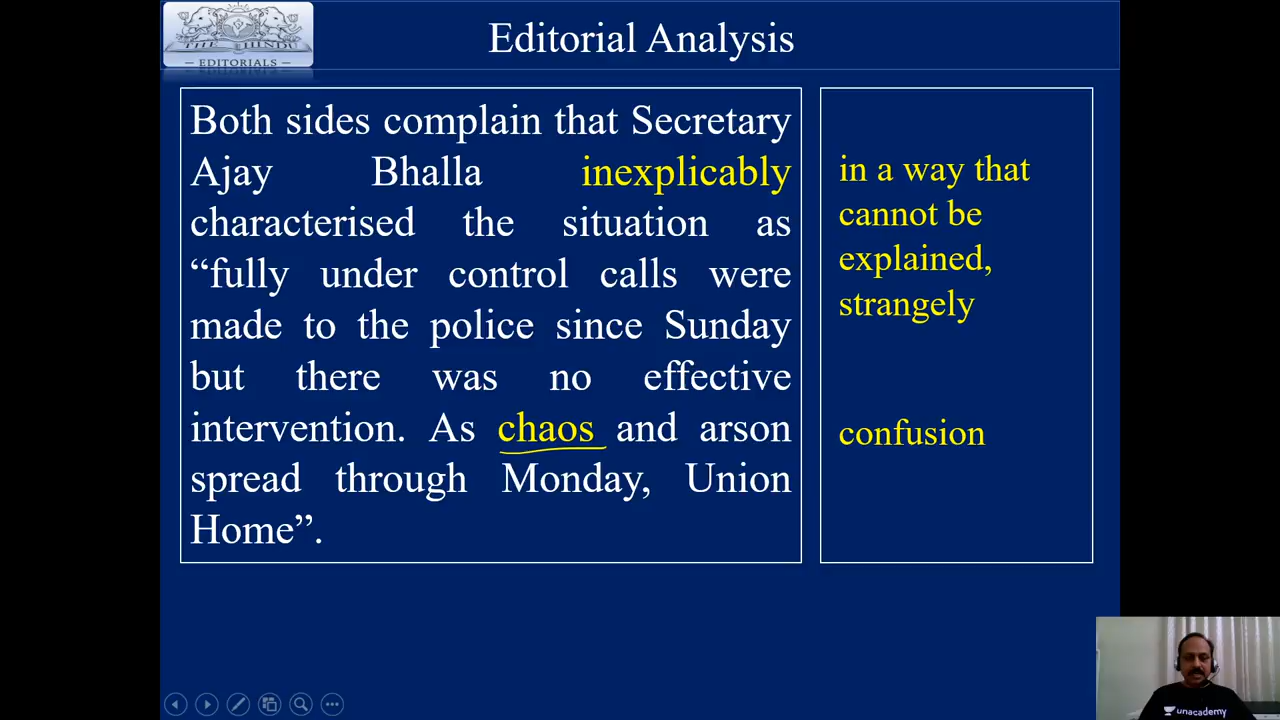 THE HINDU
— EDITORIALS —
Editorial Analysis
Both sides complain that Secretary
Ajay Bhalla inexplicably
characterised the situation as
“fully under control calls were
made to the police since Sunday
but there was no effective
intervention. As chaos and arson
spread through Monday, Union
Home”.
in a way that
cannot be
explained,
strangely
confusion
unacademy